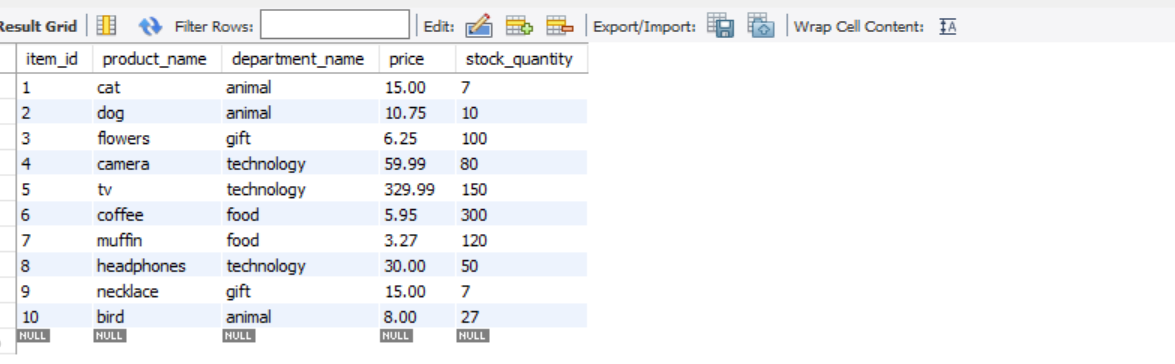 Result Grid Filter Rows: Edit: Export/Import: Wrap Cell Content: IA
item_id product_name department_name price stock_quantity
1 cat animal 15.00 7
2 dog animal 10.75 10
3 flowers gift 6.25 100
4 camera technology 59.99 80
5 tv technology 329.99 150
6 coffee food 5.95 300
7 muffin food 3.27 120
8 headphones technology 30.00 50
9 necklace gift 15.00 7
10 bird animal 8.00 27
NULL NULL NULL NULL NULL